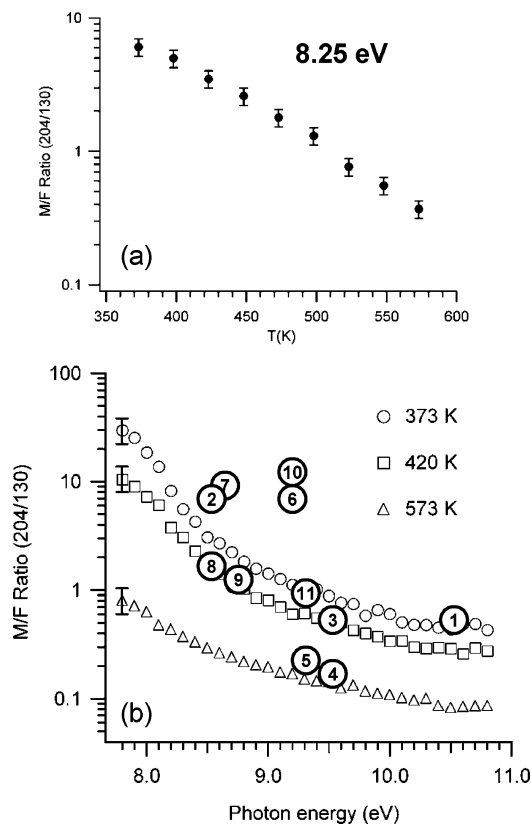 10
1
0.1
M/F Ratio (204/130)
8.25 eV
(a)
350 400 450 500 550 600
T(K)
100
10
1
0.1
M/F Ratio (204/130)
373 K
420 K
573 K
10
7
2
6
8
9
11
3
1
5
4
(b)
8.0 9.0 10.0 11.0
Photon energy (eV)